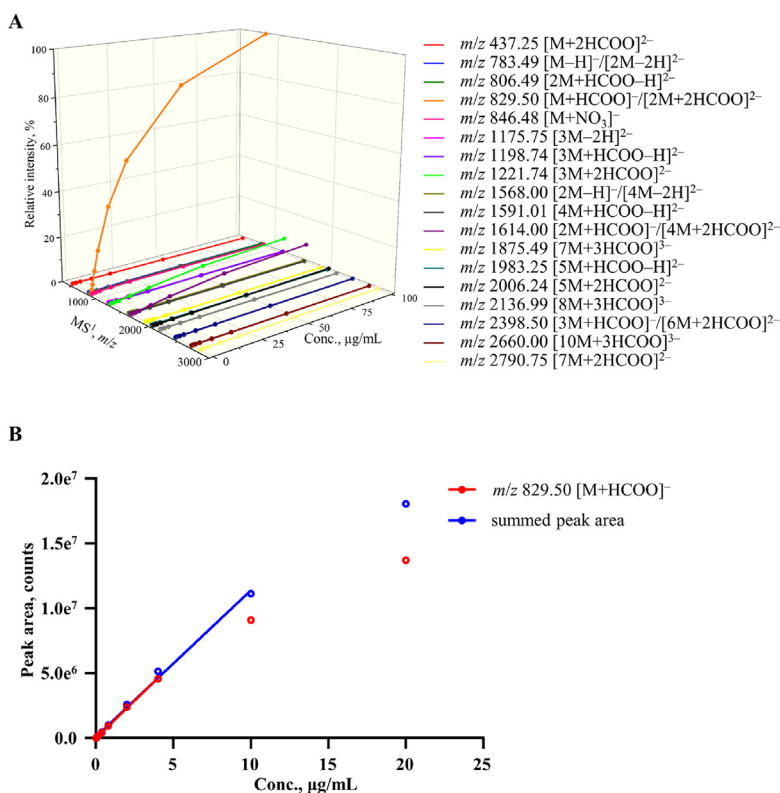 A
100
80
60
40
20
0
Relative intensity, %
1000
2000
3000
MS¹, m/z
0
25
50
75
100
Conc., µg/mL
m/z 437.25 [M+2HCOO]²⁻
m/z 783.49 [M–H]⁻/[2M–2H]²⁻
m/z 806.49 [2M+HCOO–H]²⁻
m/z 829.50 [M+HCOO]⁻/[2M+2HCOO]²⁻
m/z 846.48 [M+NO₃]⁻
m/z 1175.75 [3M–2H]²⁻
m/z 1198.74 [3M+HCOO–H]²⁻
m/z 1221.74 [3M+2HCOO]²⁻
m/z 1568.00 [2M–H]⁻/[4M–2H]²⁻
m/z 1591.01 [4M+HCOO–H]²⁻
m/z 1614.00 [2M+HCOO]⁻/[4M+2HCOO]²⁻
m/z 1875.49 [7M+3HCOO]³⁻
m/z 1983.25 [5M+HCOO–H]²⁻
m/z 2006.24 [5M+2HCOO]²⁻
m/z 2136.99 [8M+3HCOO]³⁻
m/z 2398.50 [3M+HCOO]⁻/[6M+2HCOO]²⁻
m/z 2660.00 [10M+3HCOO]³⁻
m/z 2790.75 [7M+2HCOO]²⁻
B
2.0e⁷
1.5e⁷
1.0e⁷
5.0e⁶
0.0
Peak area, counts
0
5
10
15
20
25
Conc., µg/mL
m/z 829.50 [M+HCOO]⁻
summed peak area